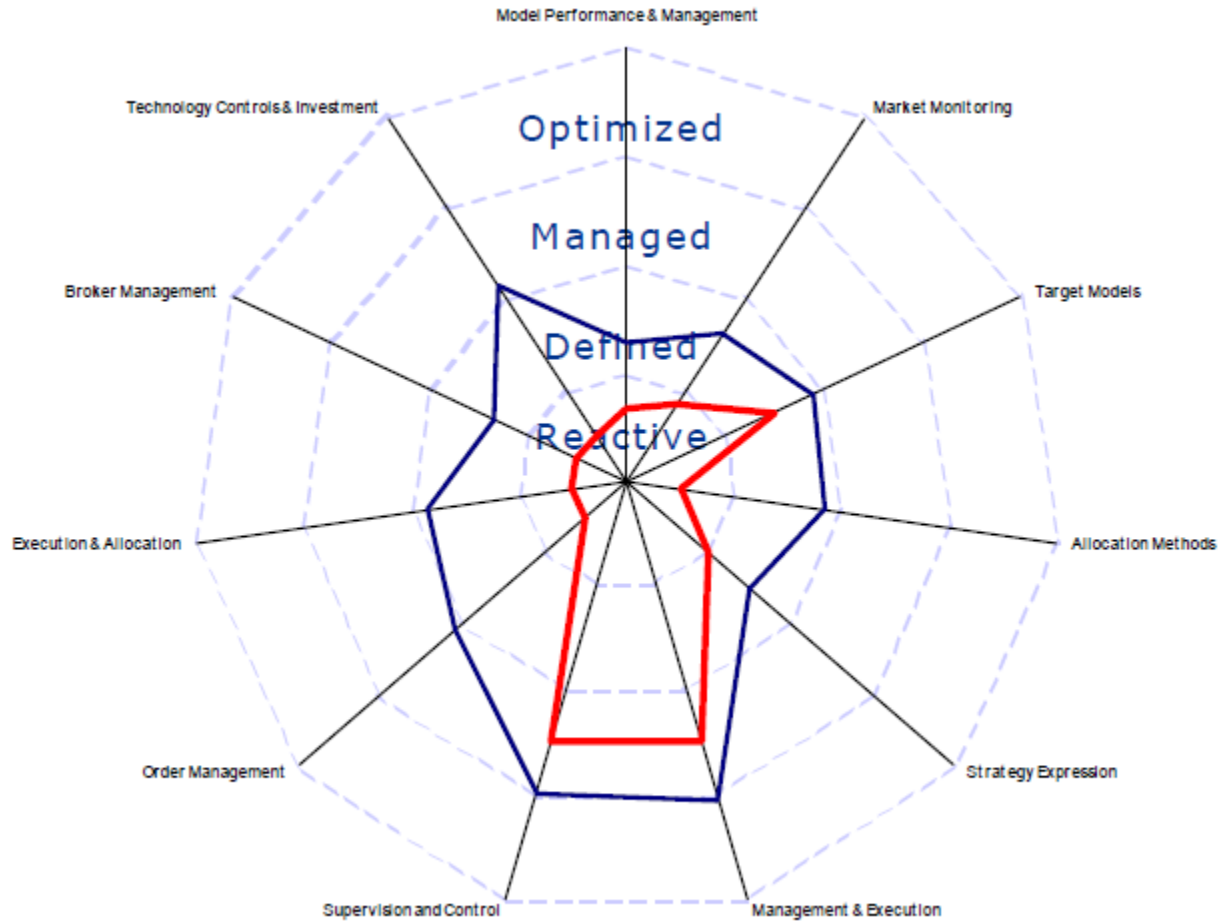 Model Performance & Management
Technology Controls & Investment
Market Monitoring
Optimized
Managed
Broker Management
Target Models
Defined
Reactive
Execution & Allocation
Allocation Methods
Order Management
Strategy Expression
Supervision and Control
Management & Execution